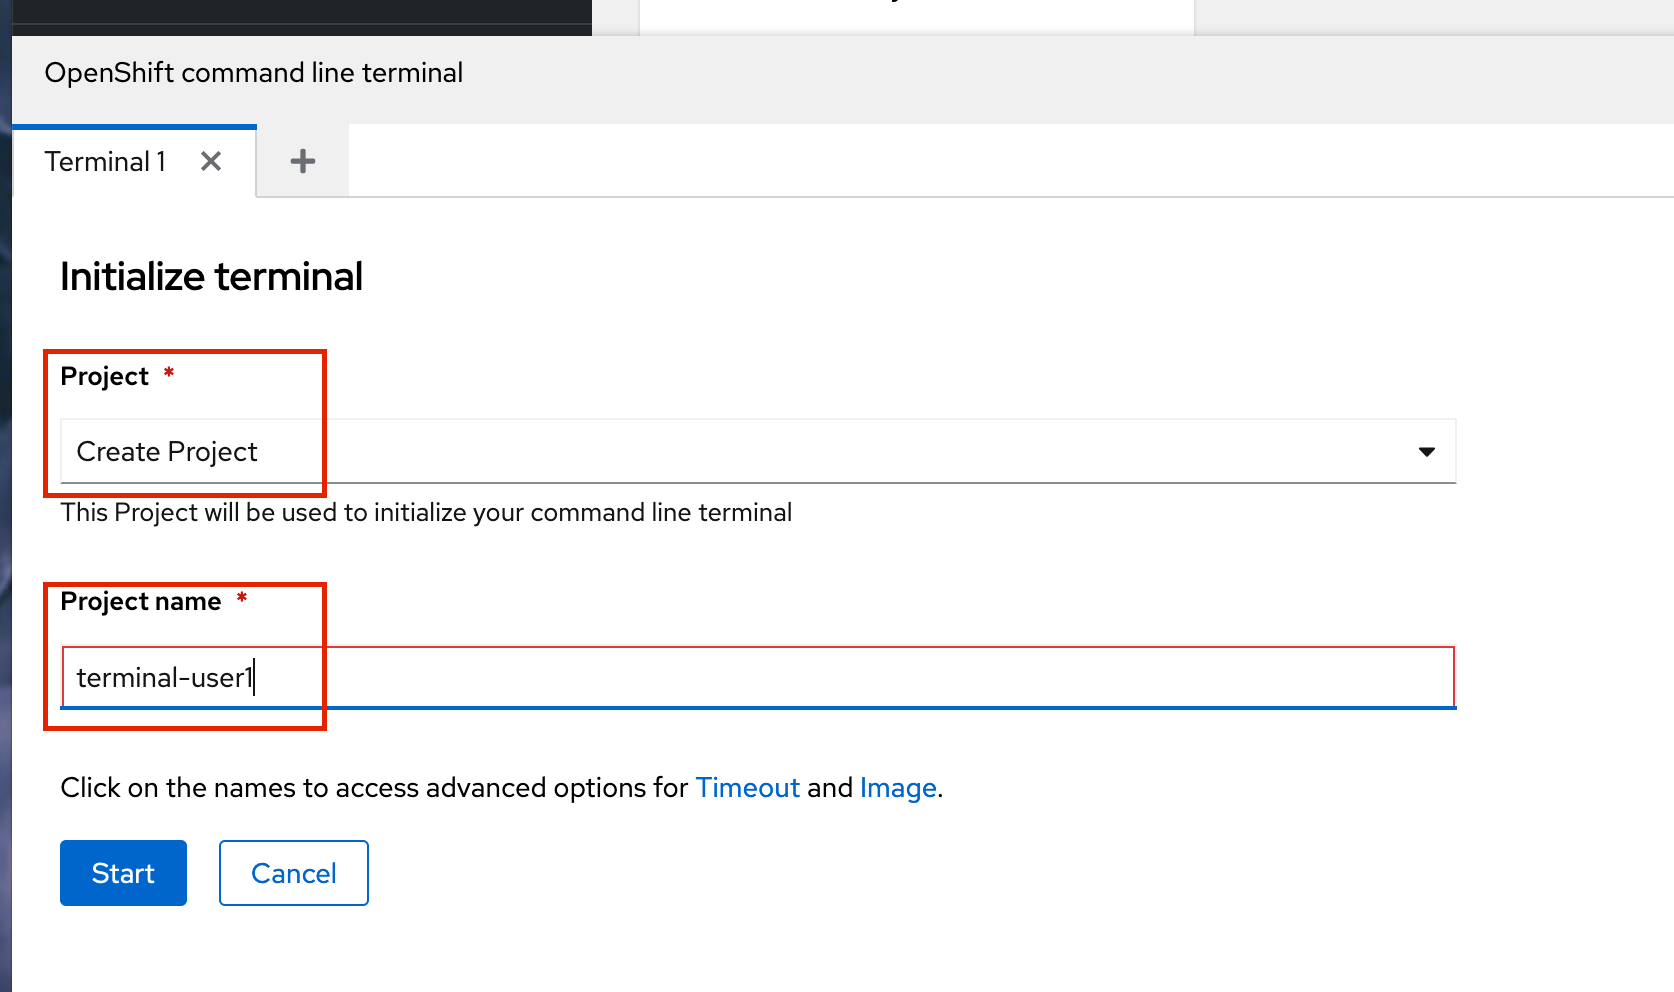 OpenShift command line terminal
Terminal 1
Initialize terminal
Project *
Create Project
This Project will be used to initialize your command line terminal
Project name *
terminal-user1
Click on the names to access advanced options for Timeout and Image.
Start Cancel